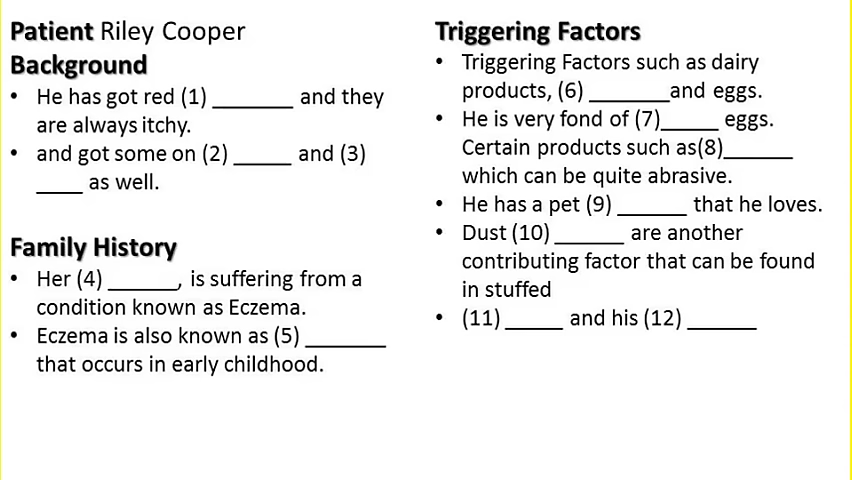 Patient Riley Cooper
Background
• He has got red (1) _______ and they
are always itchy.
• and got some on (2) _____ and (3)
____ as well.
Family History
• Her (4) ______, is suffering from a
condition known as Eczema.
• Eczema is also known as (5) _______
that occurs in early childhood.
Triggering Factors
• Triggering Factors such as dairy
products, (6) _______and eggs.
• He is very fond of (7)_____ eggs.
Certain products such as(8)______
which can be quite abrasive.
• He has a pet (9) ______ that he loves.
• Dust (10) ______ are another
contributing factor that can be found
in stuffed
• (11) _____ and his (12) ______